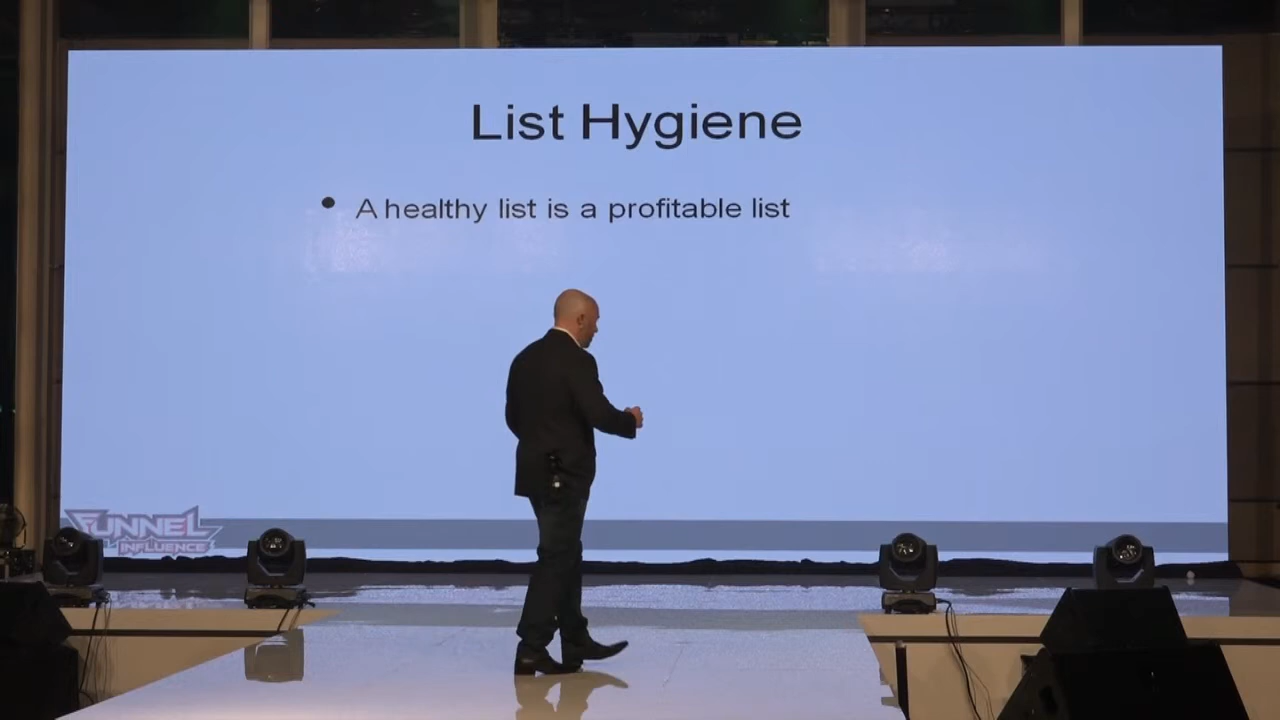 List Hygiene
• A healthy list is a profitable list
FUNNEL
INFLUENCE